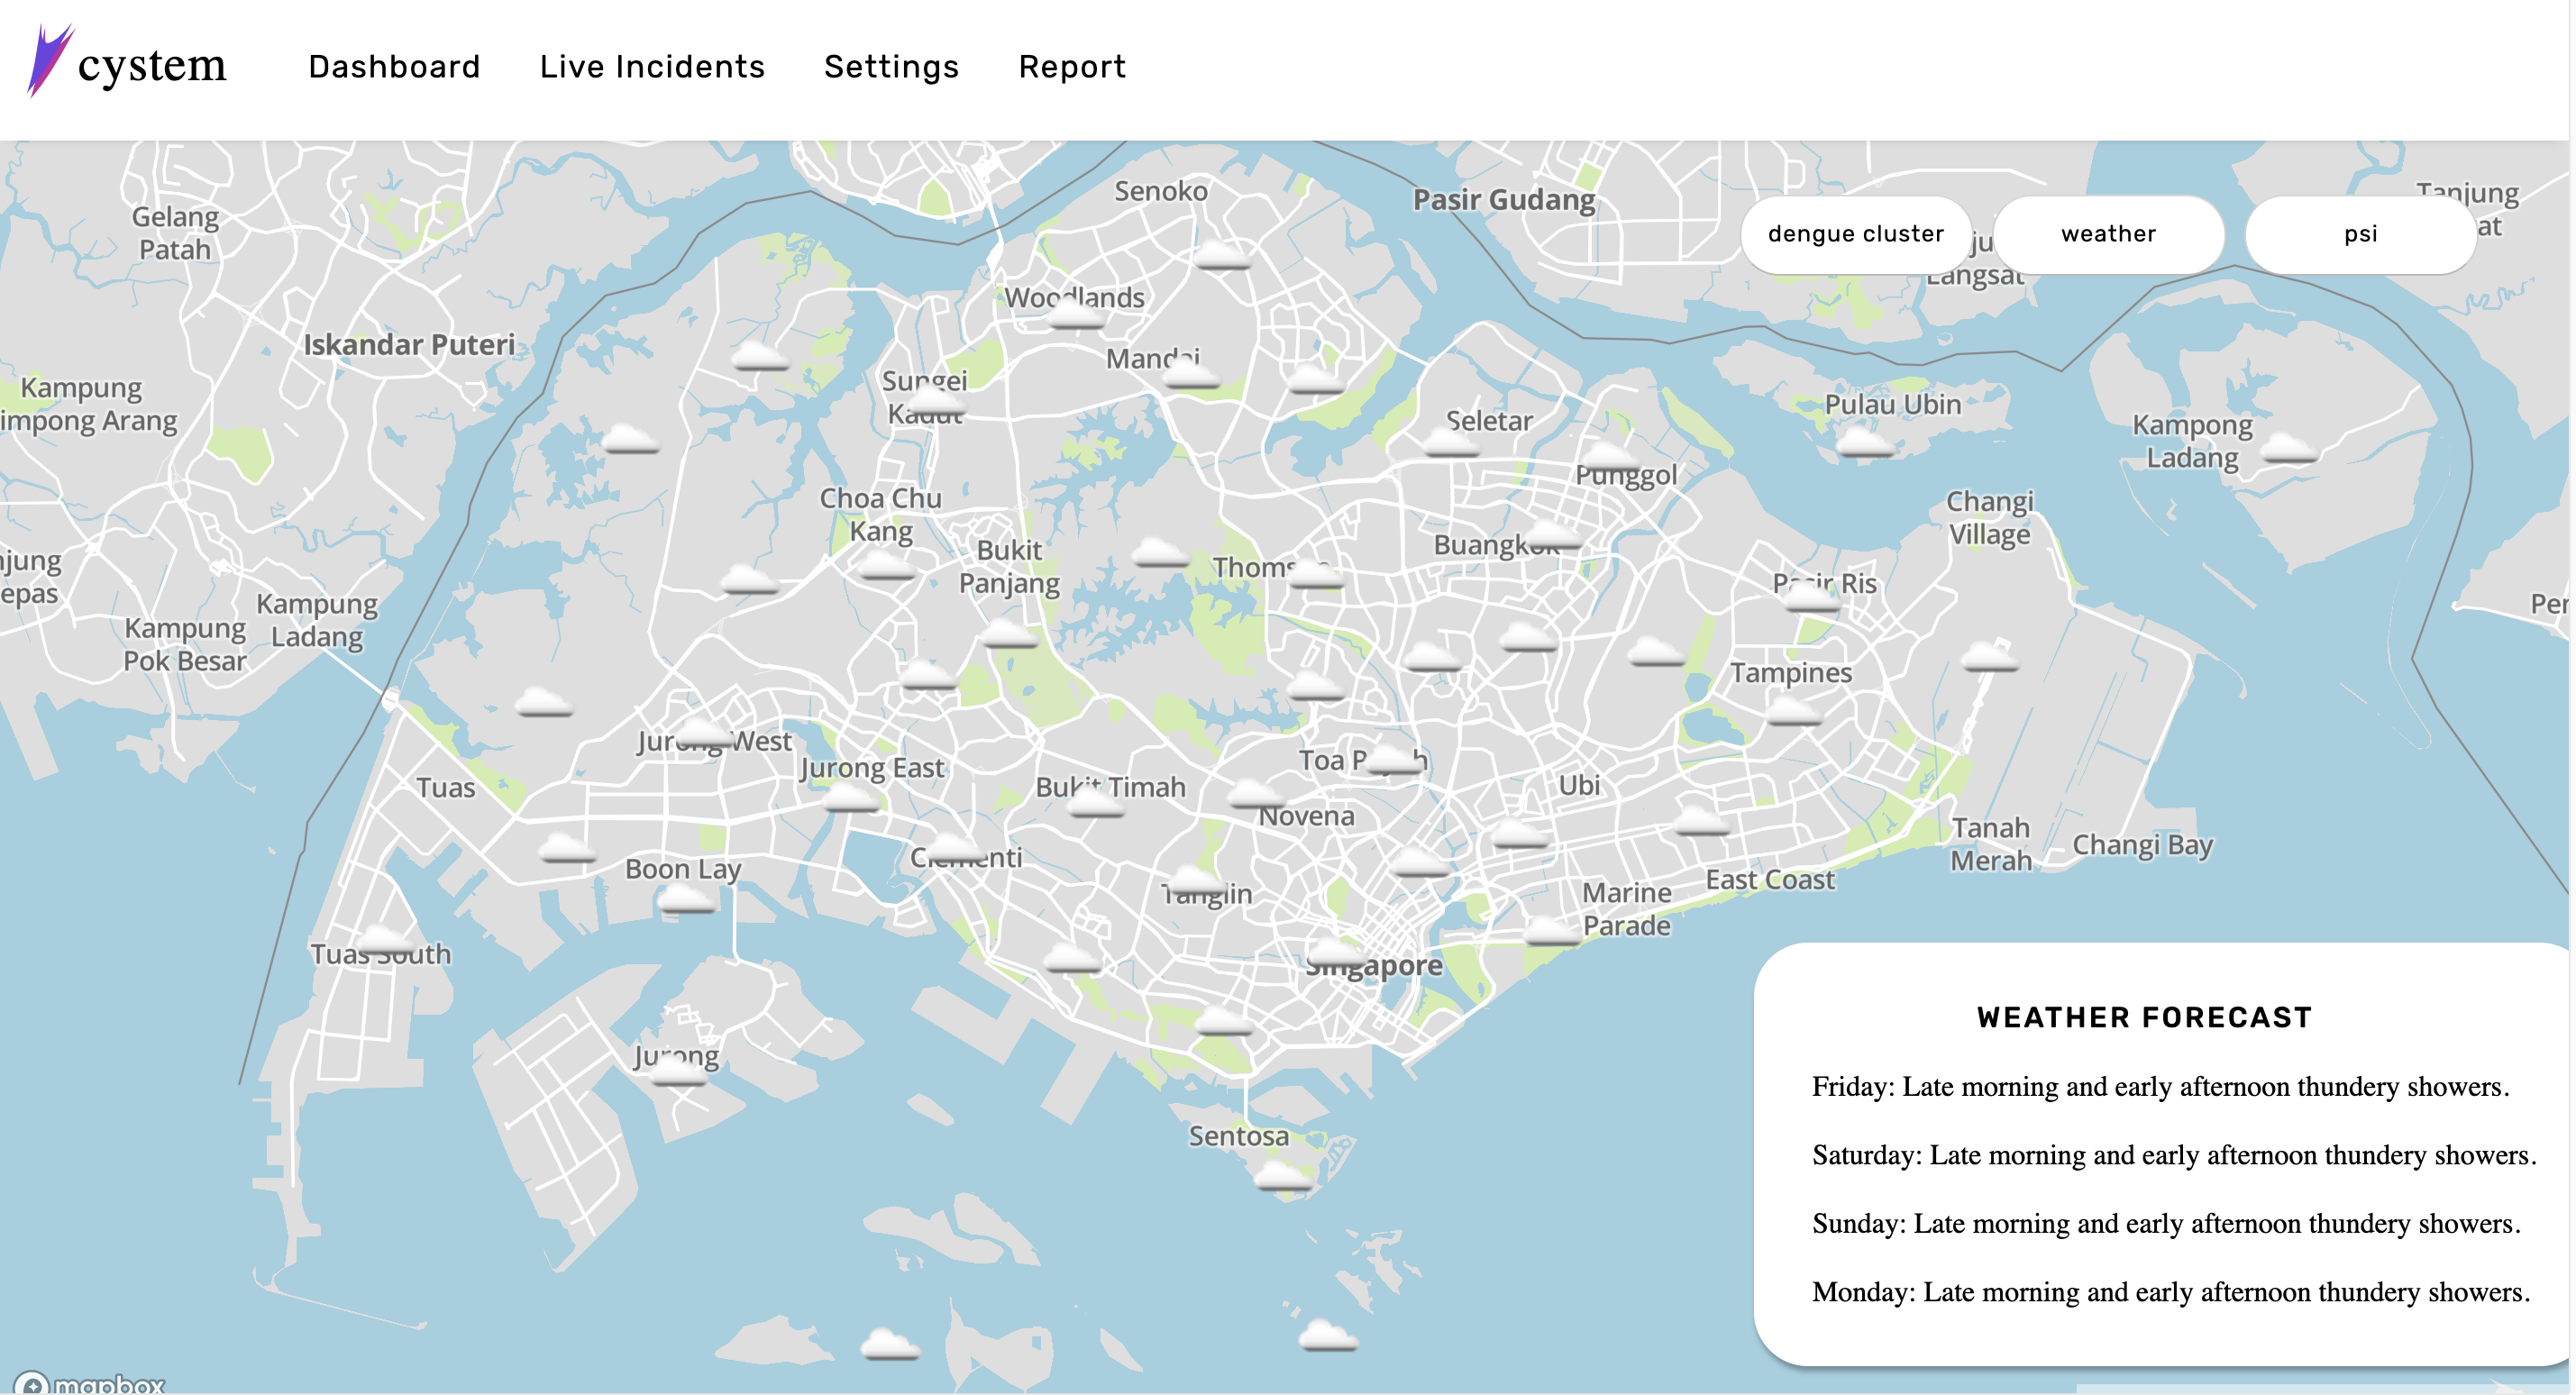 cystem
Dashboard
Live Incidents
Settings
Report
Senoko
Pasir Gudang
Tanjung
Gelang
Patah
dengue cluster
weather
psi
Langsat
Woodlands
Iskandar Puteri
Mandai
Kampung
impong Arang
Sungei
Kadut
Seletar
Pulau Ubin
Kampong
Ladang
Punggol
Choa Chu
Kang
Changi
Village
Bukit
Panjang
Buangkok
Thomson
Pasir Ris
njung
epas
Kampung
Ladang
Kampung
Pok Besar
Tampines
Jurong West
Jurong East
Toa Payoh
Tuas
Bukit Timah
Ubi
Novena
Tanah
Merah
Changi Bay
Boon Lay
Clementi
Tanglin
East Coast
Marine
Parade
Tuas South
Singapore
Jurong
Sentosa
WEATHER FORECAST
Friday: Late morning and early afternoon thundery showers.
Saturday: Late morning and early afternoon thundery showers.
Sunday: Late morning and early afternoon thundery showers.
Monday: Late morning and early afternoon thundery showers.
mapbox